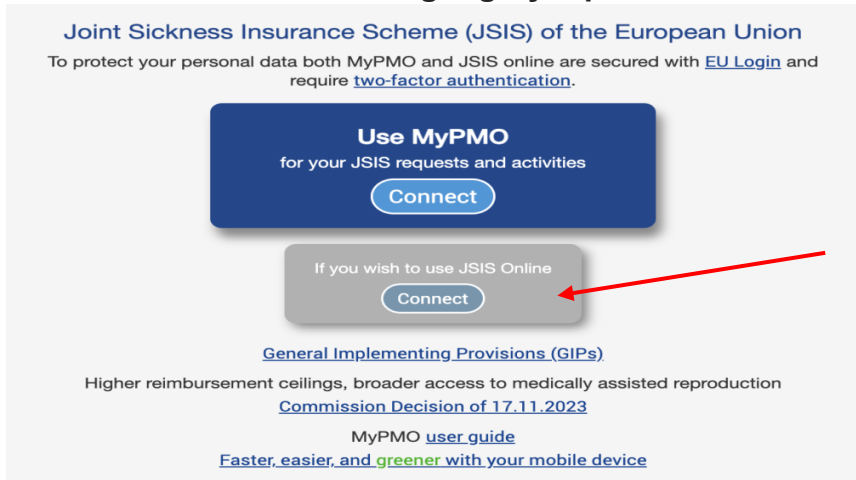 Joint Sickness Insurance Scheme (JSIS) of the European Union
To protect your personal data both MyPMO and JSIS online are secured with EU Login and
require two-factor authentication.
Use MyPMO
for your JSIS requests and activities
Connect
If you wish to use JSIS Online
Connect
General Implementing Provisions (GIPs)
Higher reimbursement ceilings, broader access to medically assisted reproduction
Commission Decision of 17.11.2023
MyPMO user guide
Faster, easier, and greener with your mobile device